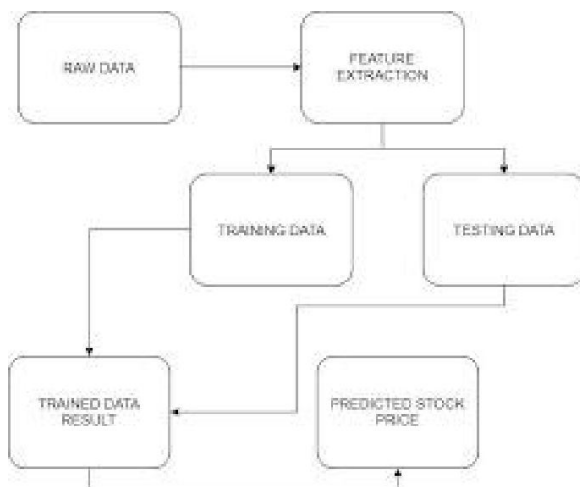 RAW DATA
FEATURE
EXTRACTION
TRAINING DATA
TESTING DATA
TRAINED DATA
RESULT
PREDICTED STOCK
PRICE